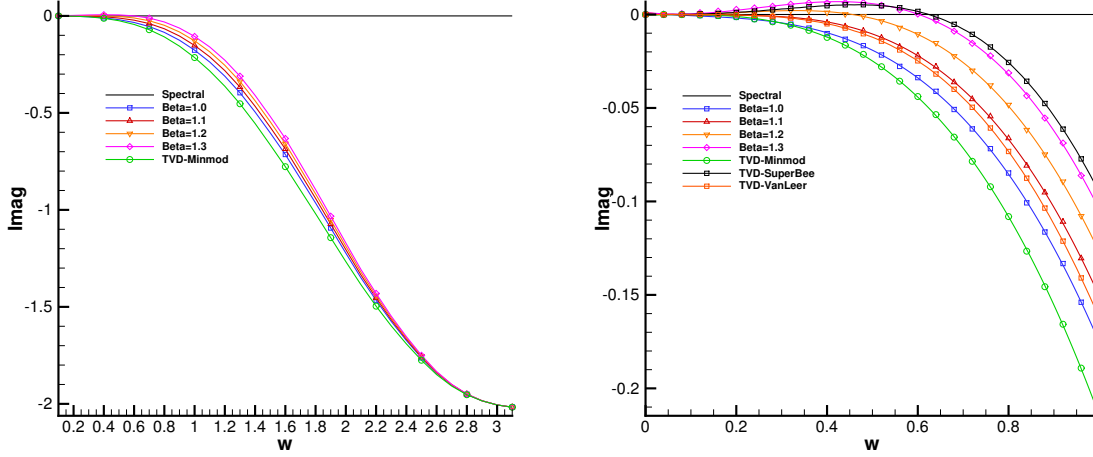 0
-0.5
-1
-1.5
-2
Imag
Spectral
Beta=1.0
Beta=1.1
Beta=1.2
Beta=1.3
TVD-Minmod
0.2 0.4 0.6 0.8 1 1.2 1.4 1.6 1.8 2 2.2 2.4 2.6 2.8 3
w
0
-0.05
-0.1
-0.15
-0.2
Imag
Spectral
Beta=1.0
Beta=1.1
Beta=1.2
Beta=1.3
TVD-Minmod
TVD-SuperBee
TVD-VanLeer
0 0.2 0.4 0.6 0.8
w